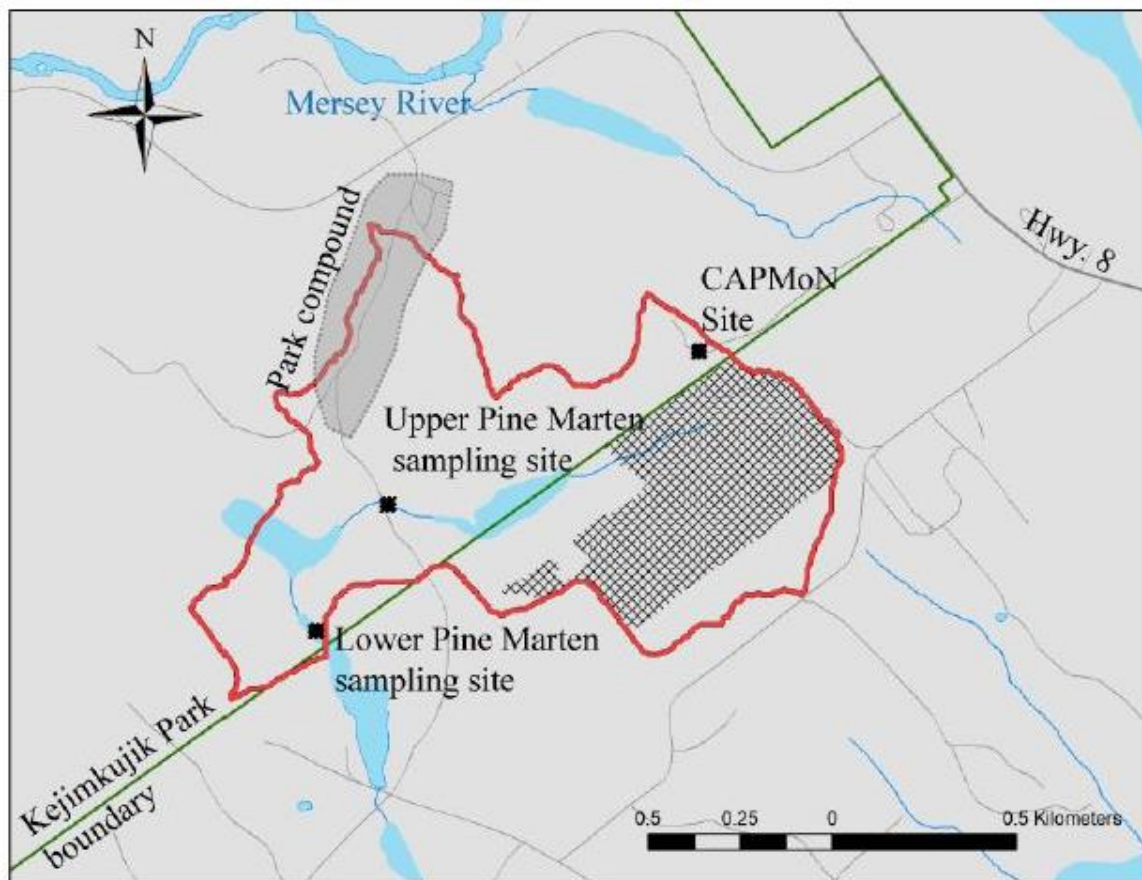 N
Mersey River
Park compound
Hwy. 8
CAPMoN
Site
Upper Pine Marten
sampling site
Lower Pine Marten
sampling site
Kejimkujik Park
boundary
0.5 0.25 0 0.5 Kilometers